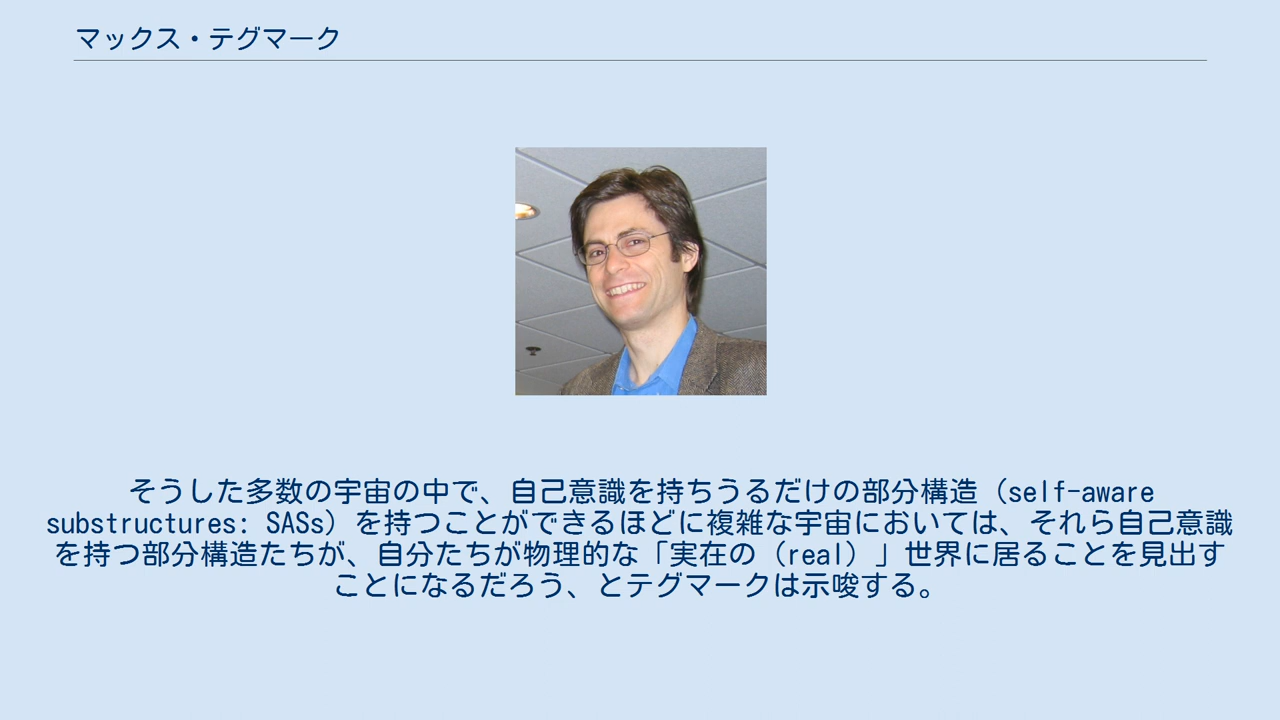 マックス・テグマーク
そうした多数の宇宙の中で、自己意識を持ちうるだけの部分構造（self-aware
substructures: SASs）を持つことができるほどに複雑な宇宙においては、それら自己意識
を持つ部分構造たちが、自分たちが物理的な「実在の（real）」世界に居ることを見出す
ことになるだろう、とテグマークは示唆する。